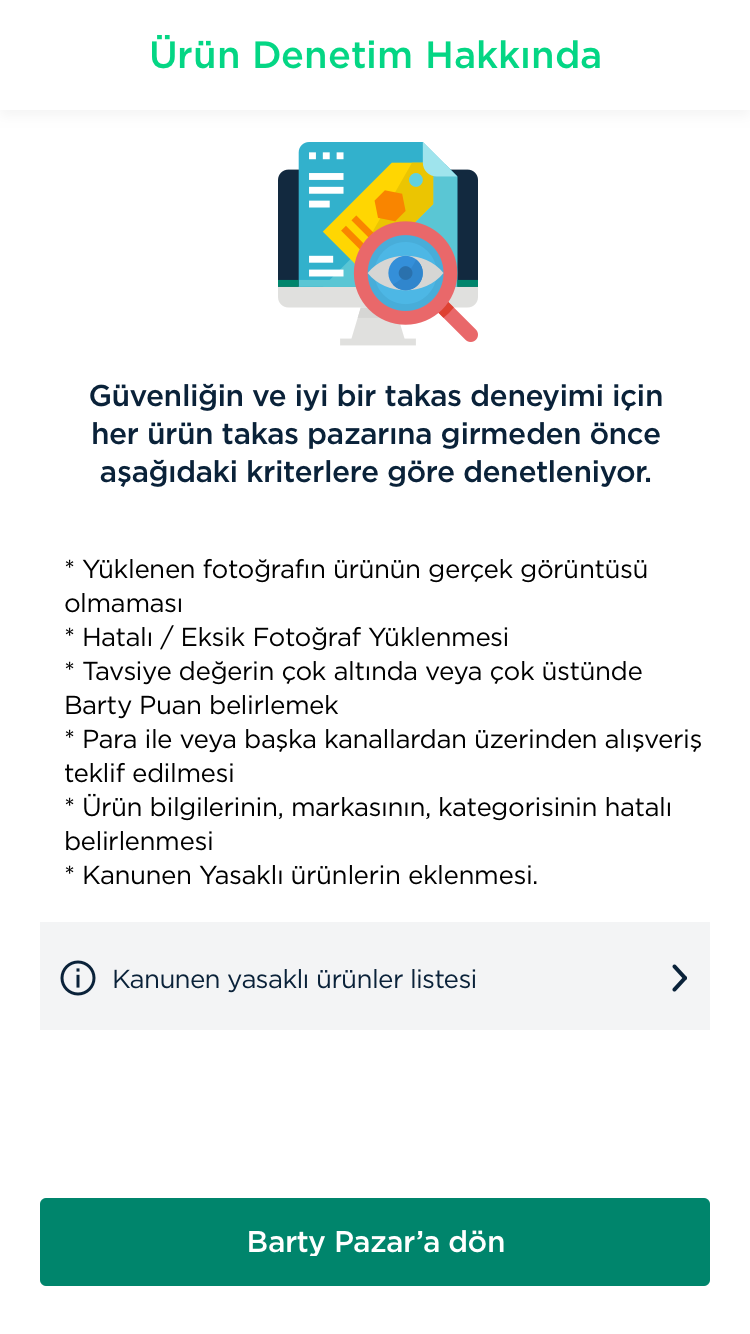 Ürün Denetim Hakkında
Güvenliğin ve iyi bir takas deneyimi için
her ürün takas pazarına girmeden önce
aşağıdaki kriterlere göre denetleniyor.
* Yüklenen fotoğrafın ürünün gerçek görüntüsü
olmaması
* Hatalı / Eksik Fotoğraf Yüklenmesi
* Tavsiye değerin çok altında veya çok üstünde
Barty Puan belirlemek
* Para ile veya başka kanallardan üzerinden alışveriş
teklif edilmesi
* Ürün bilgilerinin, markasının, kategorisinin hatalı
belirlenmesi
* Kanunen Yasaklı ürünlerin eklenmesi.
Kanunen yasaklı ürünler listesi
Barty Pazar’a dön